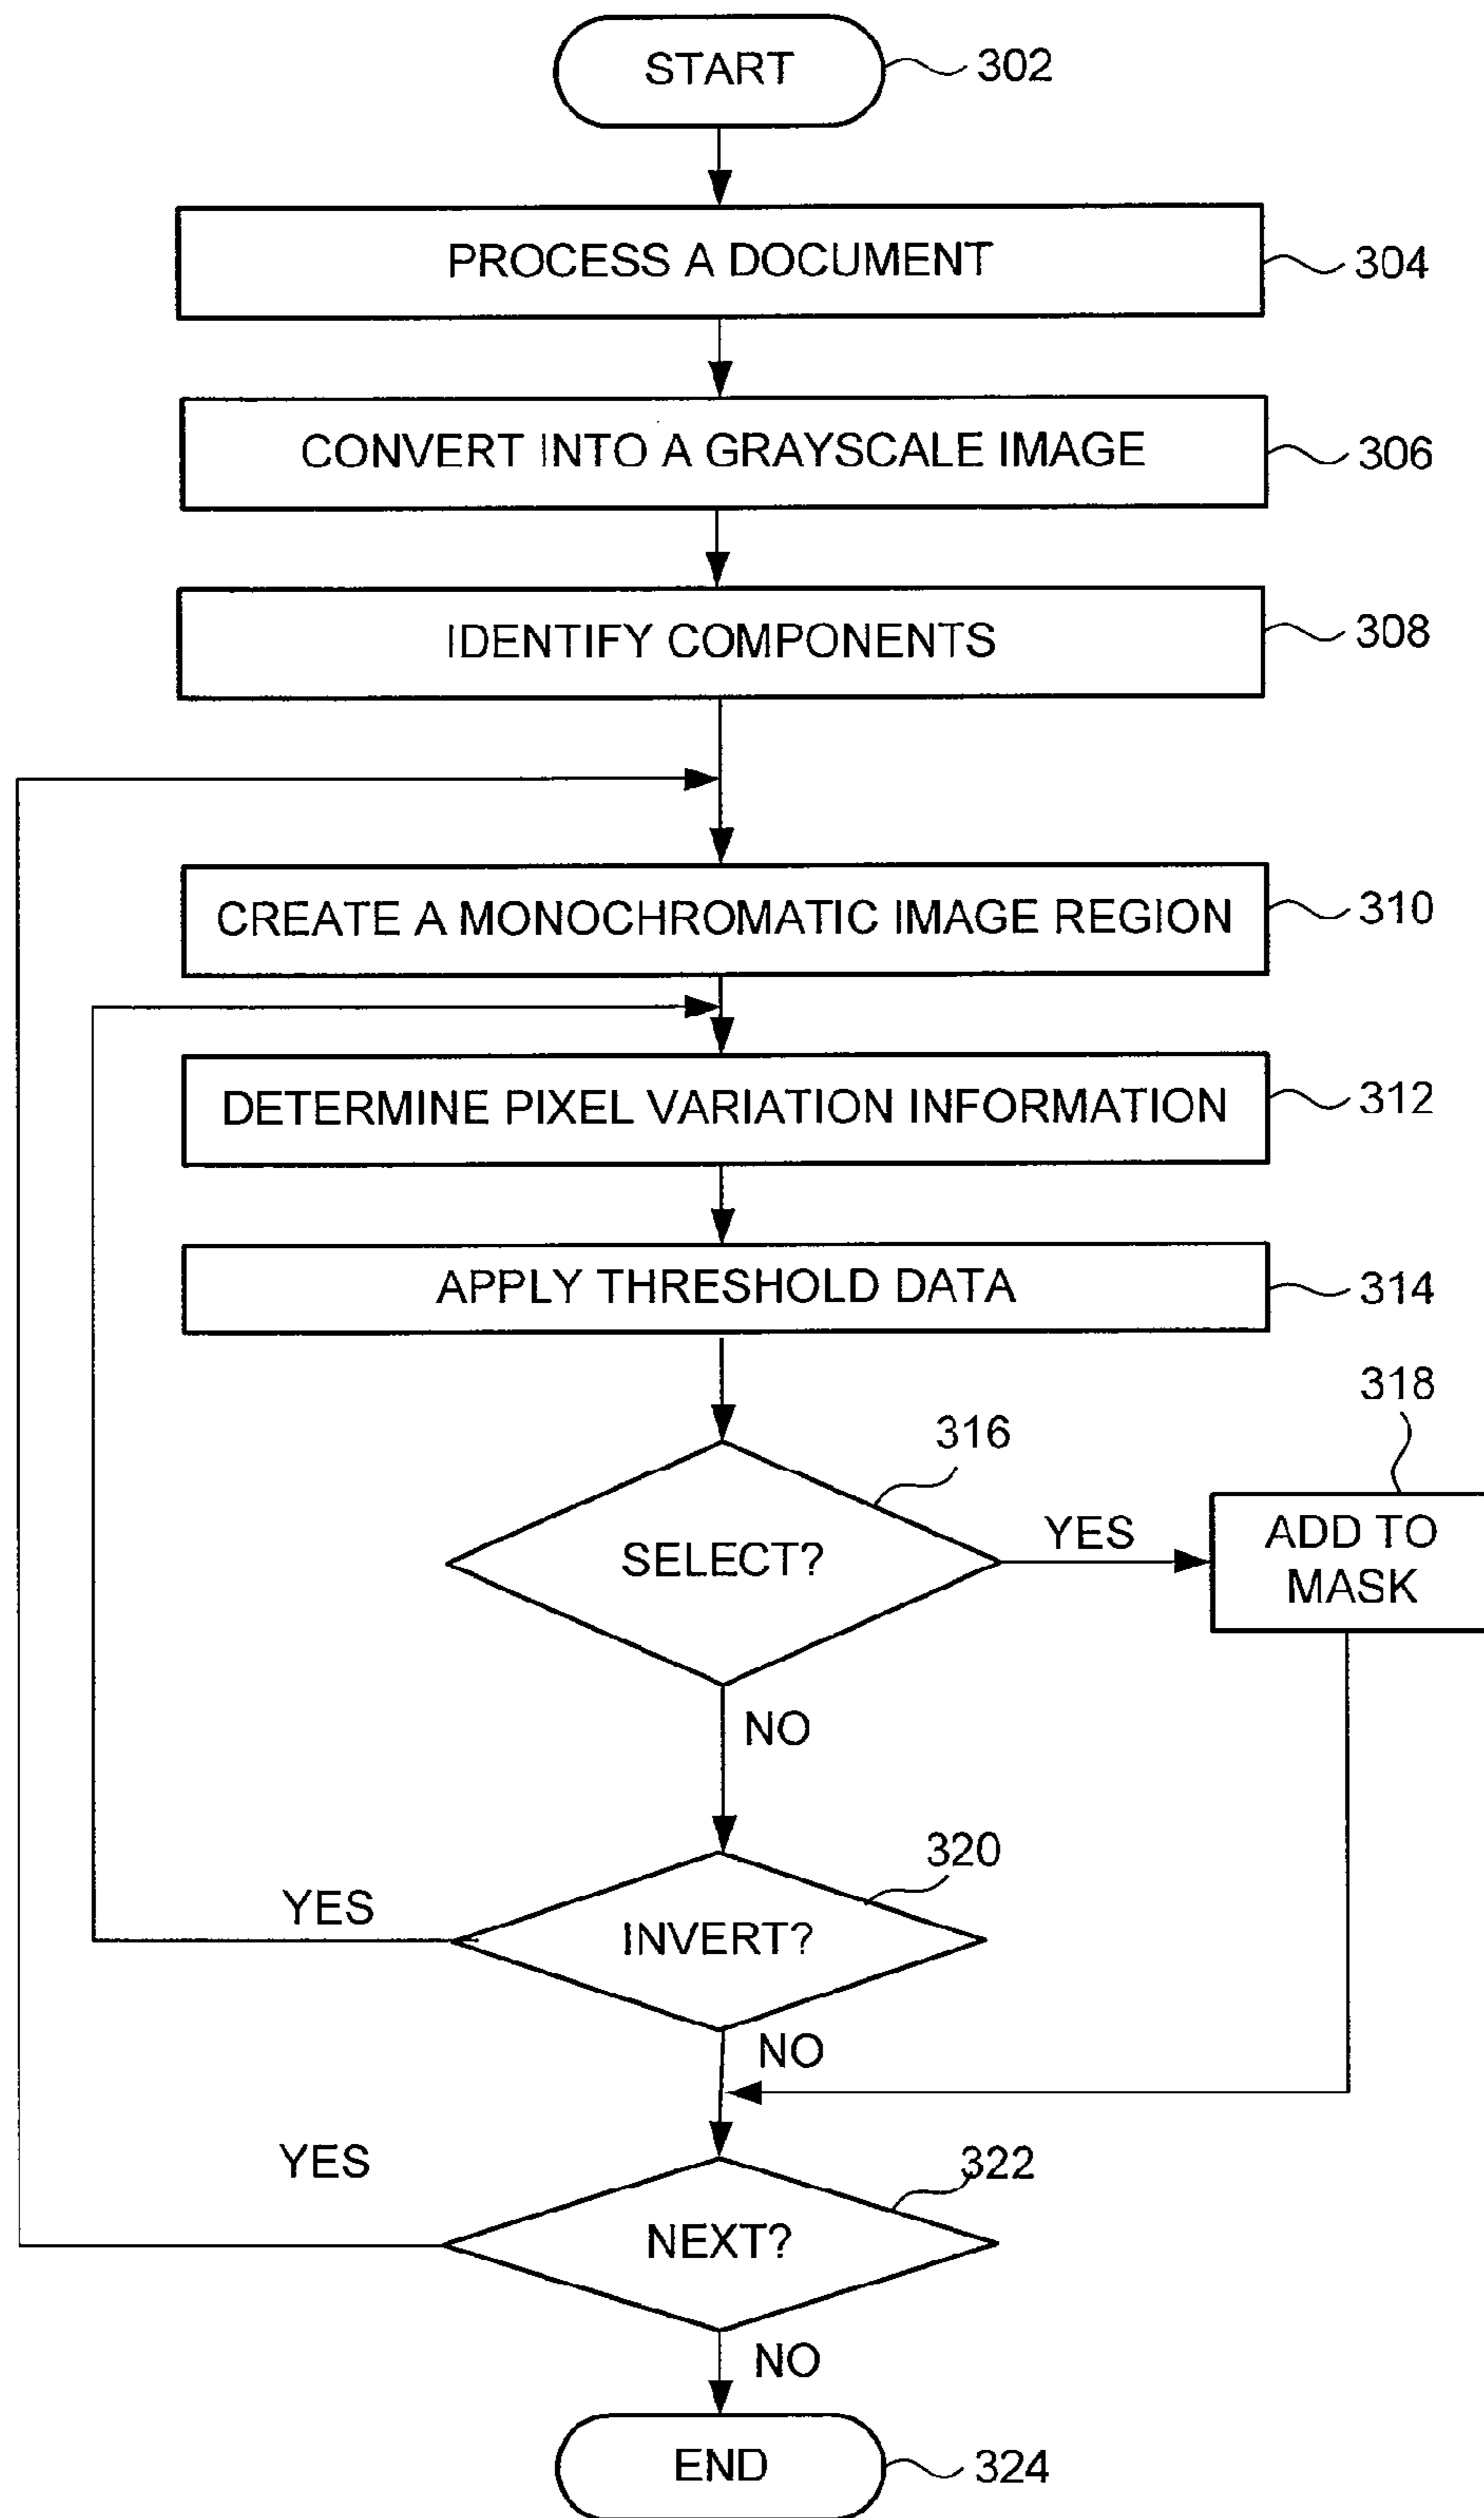 START
302
PROCESS A DOCUMENT
304
CONVERT INTO A GRAYSCALE IMAGE
306
IDENTIFY COMPONENTS
308
CREATE A MONOCHROMATIC IMAGE REGION
310
DETERMINE PIXEL VARIATION INFORMATION
312
APPLY THRESHOLD DATA
314
318
316
SELECT?
YES
ADD TO
MASK
NO
320
YES
INVERT?
NO
YES
322
NEXT?
NO
END
324